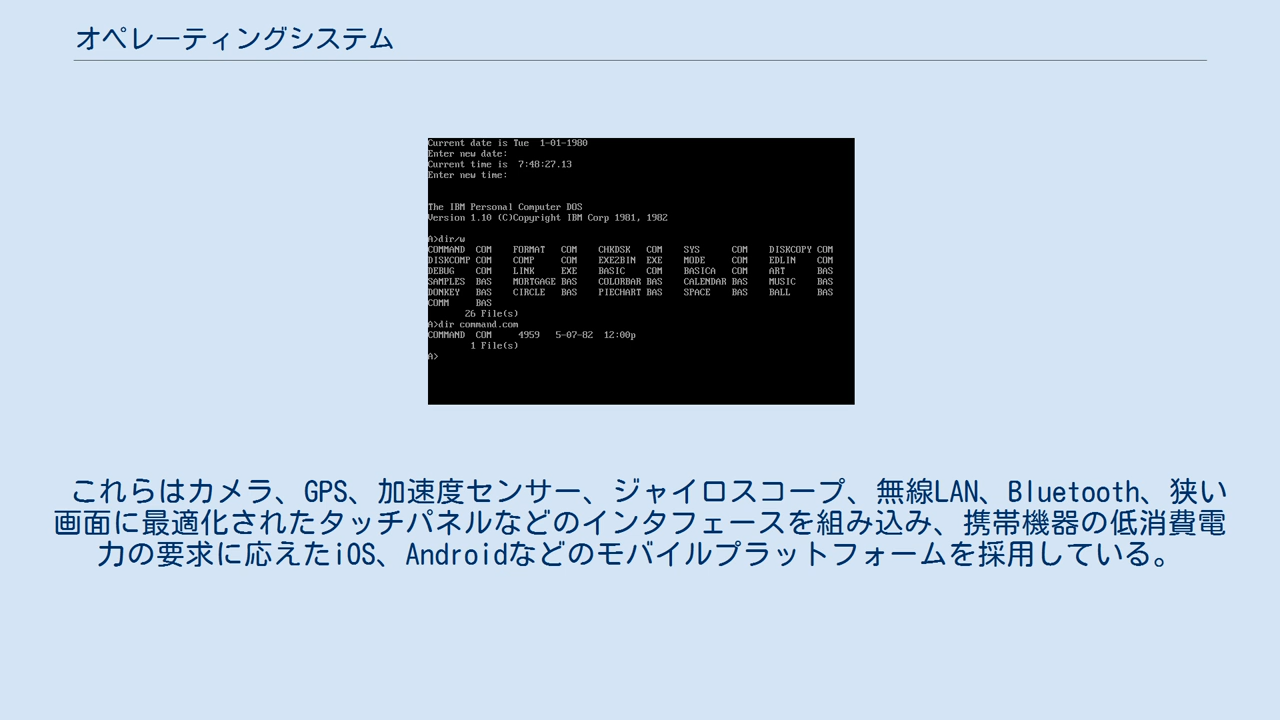 オペレーティングシステム
Current date is Tue  1-01-1980
Enter new date:
Current time is  7:48:27.13
Enter new time:
The IBM Personal Computer DOS
Version 1.10 (C)Copyright IBM Corp 1981, 1982
A>dir/w
COMMAND  COM    FORMAT   COM    CHKDSK   COM    SYS      COM    DISKCOPY COM
DISKCOMP COM    COMP     COM    EXE2BIN  EXE    MODE     COM    EDLIN    COM
DEBUG    COM    LINK     EXE    BASIC    COM    BASICA   COM    ART      BAS
SAMPLES  BAS    MORTGAGE BAS    COLORBAR BAS    CALENDAR BAS    MUSIC    BAS
DONKEY   BAS    CIRCLE   BAS    PIECHART BAS    SPACE    BAS    BALL     BAS
COMM     BAS
26 File(s)
A>dir command.com
COMMAND  COM     4959   5-07-82  12:00p
1 File(s)
A>
これらはカメラ、GPS、加速度センサー、ジャイロスコープ、無線LAN、Bluetooth、狭い
画面に最適化されたタッチパネルなどのインタフェースを組み込み、携帯機器の低消費電
力の要求に応えたiOS、Androidなどのモバイルプラットフォームを採用している。